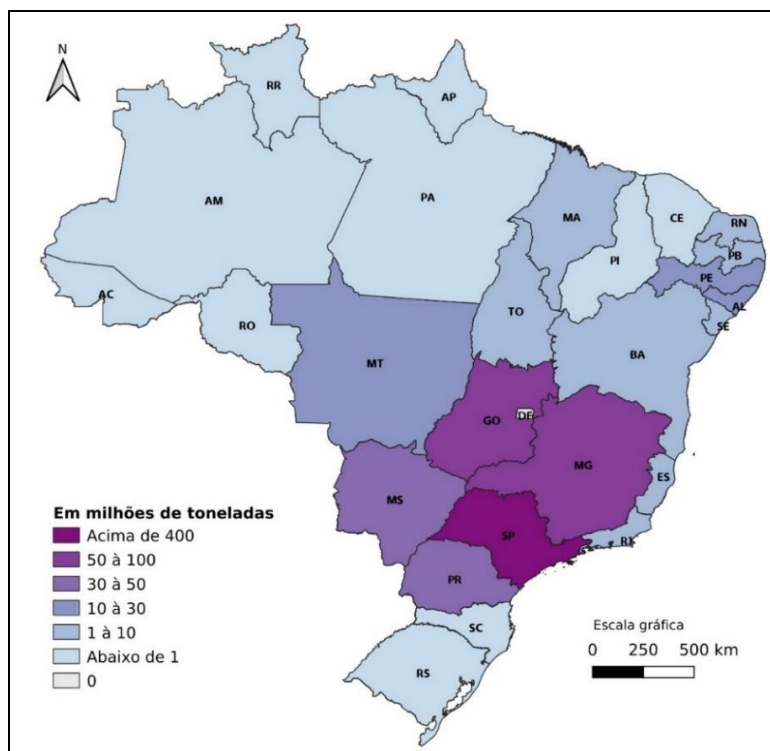 N
RR
AP
AM
PA
MA
CE
RN
PB
PI
PE
AL
SE
AC
TO
RO
BA
MT
GO
DF
MG
ES
MS
SP
RJ
PR
SC
RS
Em milhões de toneladas
Acima de 400
50 à 100
30 à 50
10 à 30
1 à 10
Abaixo de 1
0
Escala gráfica
0 250 500 km